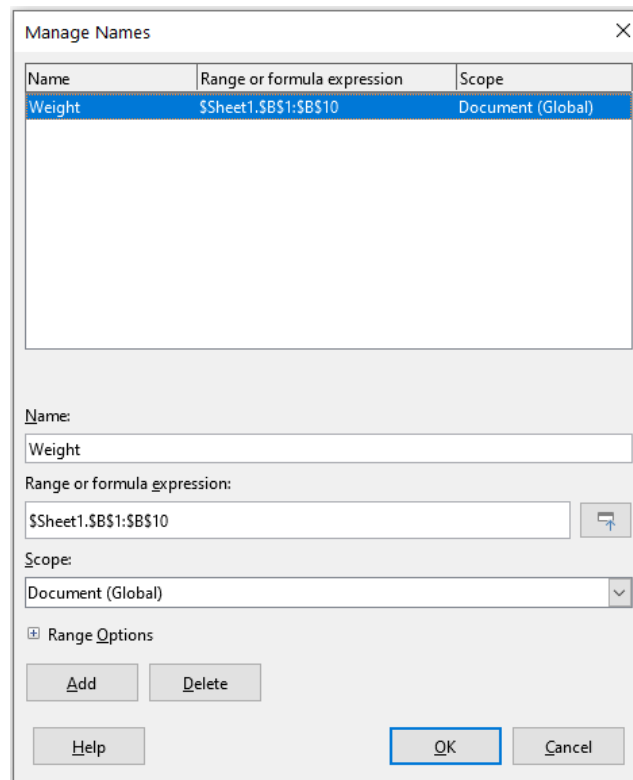 Manage Names
Name Range or formula expression Scope
Weight $Sheet1.$B$1:$B$10 Document (Global)
Name:
Weight
Range or formula expression:
$Sheet1.$B$1:$B$10
Scope:
Document (Global)
Range Options
Add Delete
Help OK Cancel